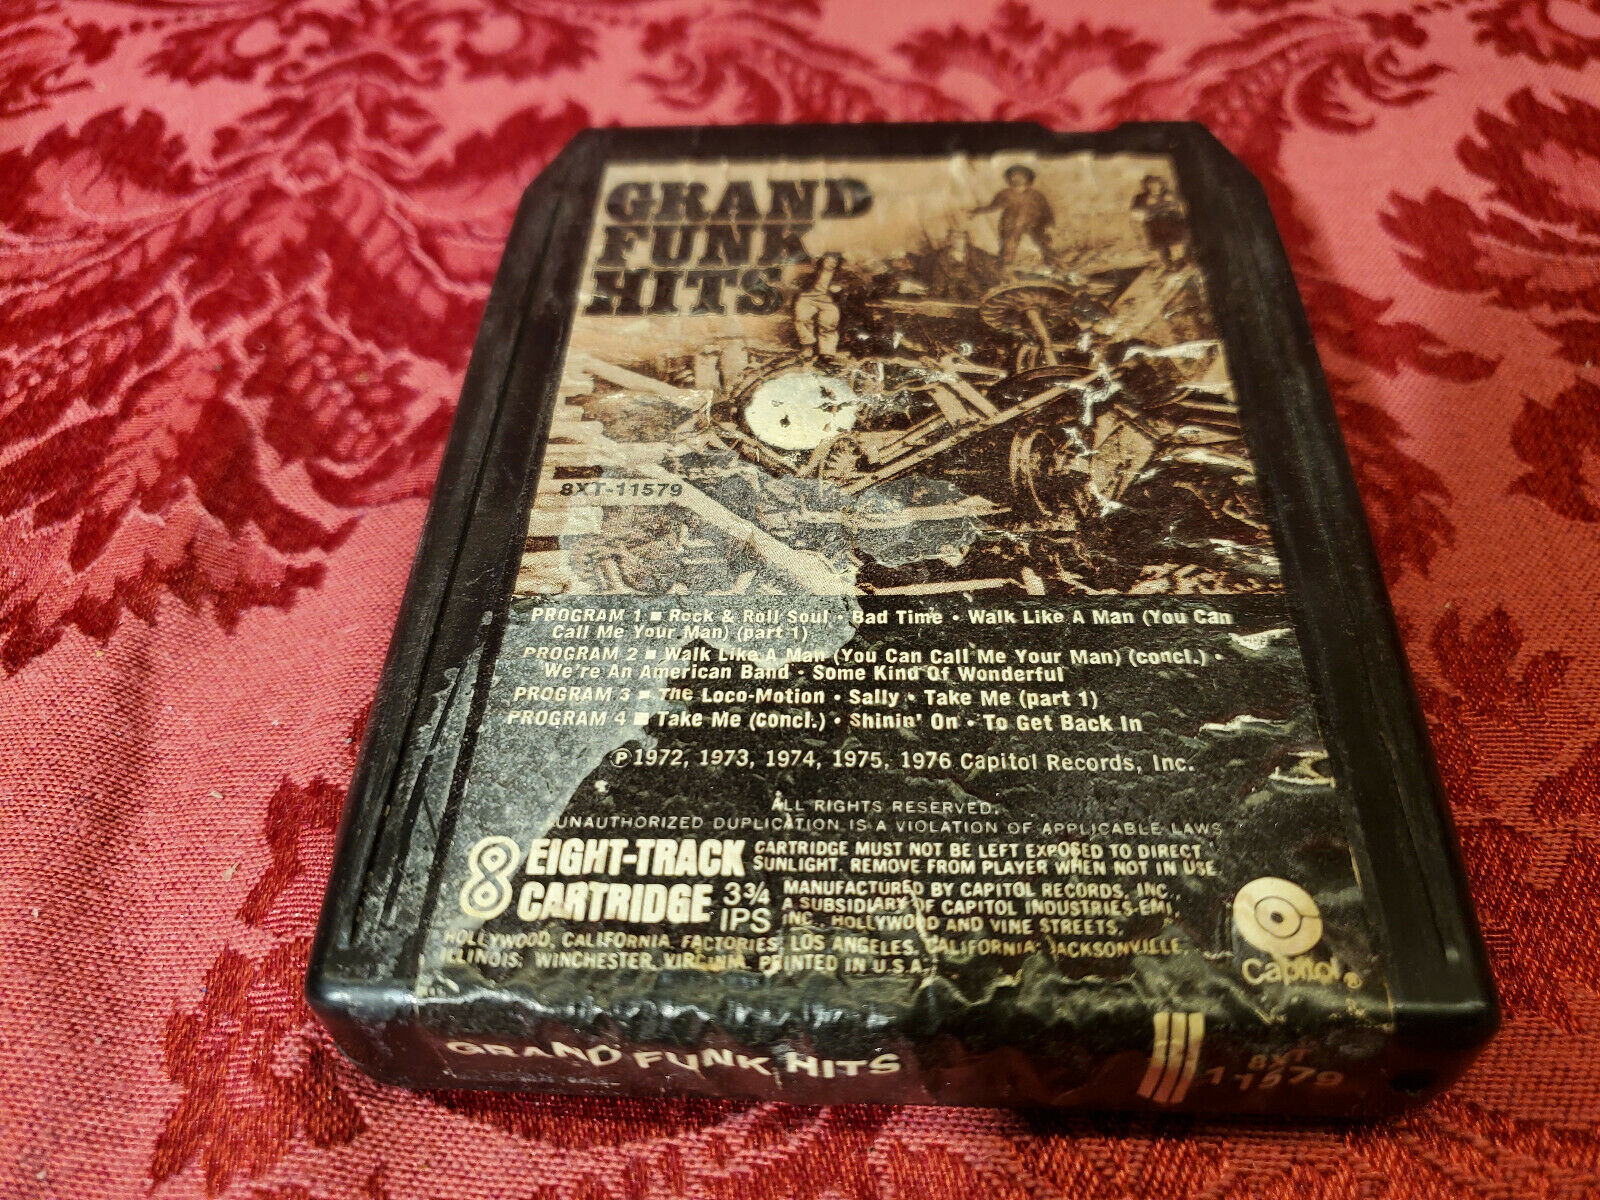 GRAND
FUNK
HITS
8XT-11579
PROGRAM 1 ■ Rock & Roll Soul • Bad Time • Walk Like A Man (You Can
Call Me Your Man) (part 1)
PROGRAM 2 ■ Walk Like A Man (You Can Call Me Your Man) (concl.) •
We're An American Band • Some Kind Of Wonderful
PROGRAM 3 ■ The Loco-Motion • Sally • Take Me (part 1)
PROGRAM 4 ■ Take Me (concl.) • Shinin' On • To Get Back In
℗1972, 1973, 1974, 1975, 1976 Capitol Records, Inc.
ALL RIGHTS RESERVED.
UNAUTHORIZED DUPLICATION IS A VIOLATION OF APPLICABLE LAWS
8 EIGHT-TRACK
CARTRIDGE 3¾
IPS
CARTRIDGE MUST NOT BE LEFT EXPOSED TO DIRECT
SUNLIGHT. REMOVE FROM PLAYER WHEN NOT IN USE.
MANUFACTURED BY CAPITOL RECORDS, INC.,
A SUBSIDIARY OF CAPITOL INDUSTRIES-EMI,
INC. HOLLYWOOD AND VINE STREETS,
HOLLYWOOD, CALIFORNIA. FACTORIES: LOS ANGELES, CALIFORNIA; JACKSONVILLE,
ILLINOIS; WINCHESTER, VIRGINIA. PRINTED IN U.S.A.
Capitol®
GRAND FUNK HITS
8XT
11579